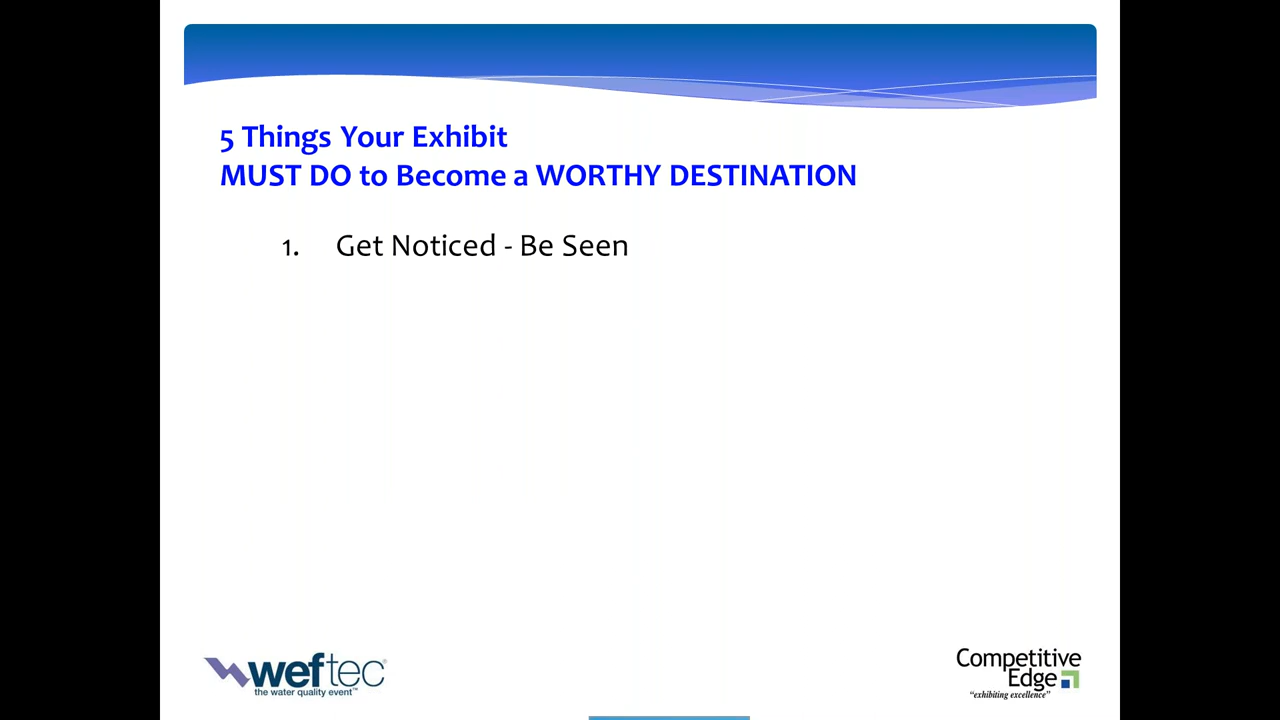 5 Things Your Exhibit
MUST DO to Become a WORTHY DESTINATION
1. Get Noticed - Be Seen
weftec®
the water quality event™
Competitive
Edge
"exhibiting excellence"